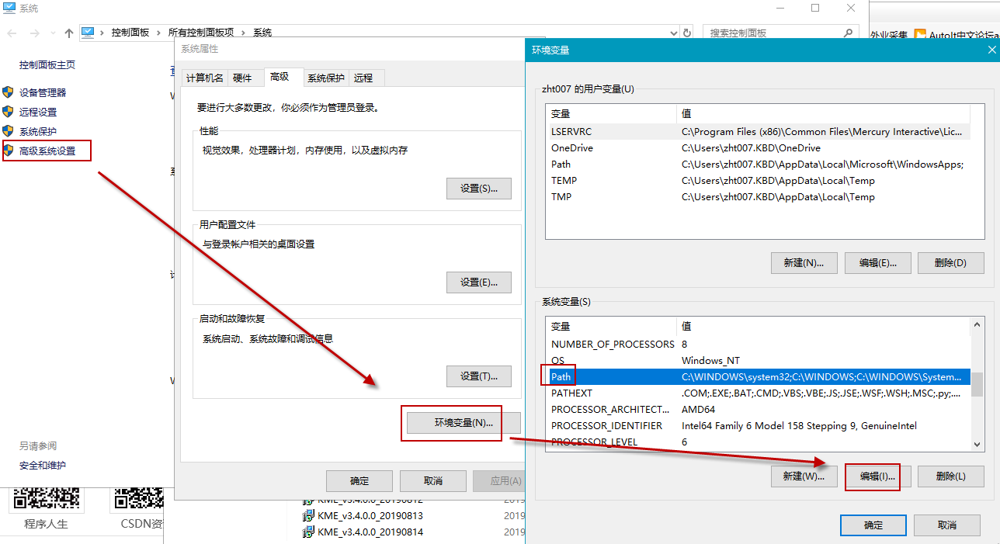 系统
控制面板 › 所有控制面板项 › 系统
搜索控制面板
外业采集
AutoIt中文论坛a
控制面板主页
设备管理器
远程设置
系统保护
高级系统设置
另请参阅
安全和维护
程序人生
CSDN资
系统属性
计算机名
硬件
高级
系统保护
远程
要进行大多数更改，你必须作为管理员登录。
性能
视觉效果，处理器计划，内存使用，以及虚拟内存
设置(S)...
用户配置文件
与登录帐户相关的桌面设置
设置(E)...
启动和故障恢复
系统启动、系统故障和调试信息
设置(T)...
环境变量(N)...
确定
取消
应用(A)
KME_v3.4.0.0_20190812 2019
KME_v3.4.0.0_20190813 2019
KME_v3.4.0.0_20190814 2019
环境变量
zht007 的用户变量(U)
变量 值
LSERVRC C:\Program Files (x86)\Common Files\Mercury Interactive\Lic...
OneDrive C:\Users\zht007.KBD\OneDrive
Path C:\Users\zht007.KBD\AppData\Local\Microsoft\WindowsApps;
TEMP C:\Users\zht007.KBD\AppData\Local\Temp
TMP C:\Users\zht007.KBD\AppData\Local\Temp
新建(N)...
编辑(E)...
删除(D)
系统变量(S)
变量 值
NUMBER_OF_PROCESSORS 8
OS Windows_NT
Path C:\WINDOWS\system32;C:\WINDOWS;C:\WINDOWS\System...
PATHEXT .COM;.EXE;.BAT;.CMD;.VBS;.VBE;.JS;.JSE;.WSF;.WSH;.MSC;.py;....
PROCESSOR_ARCHITECT... AMD64
PROCESSOR_IDENTIFIER Intel64 Family 6 Model 158 Stepping 9, GenuineIntel
PROCESSOR_LEVEL 6
新建(W)...
编辑(I)...
删除(L)
确定
取消